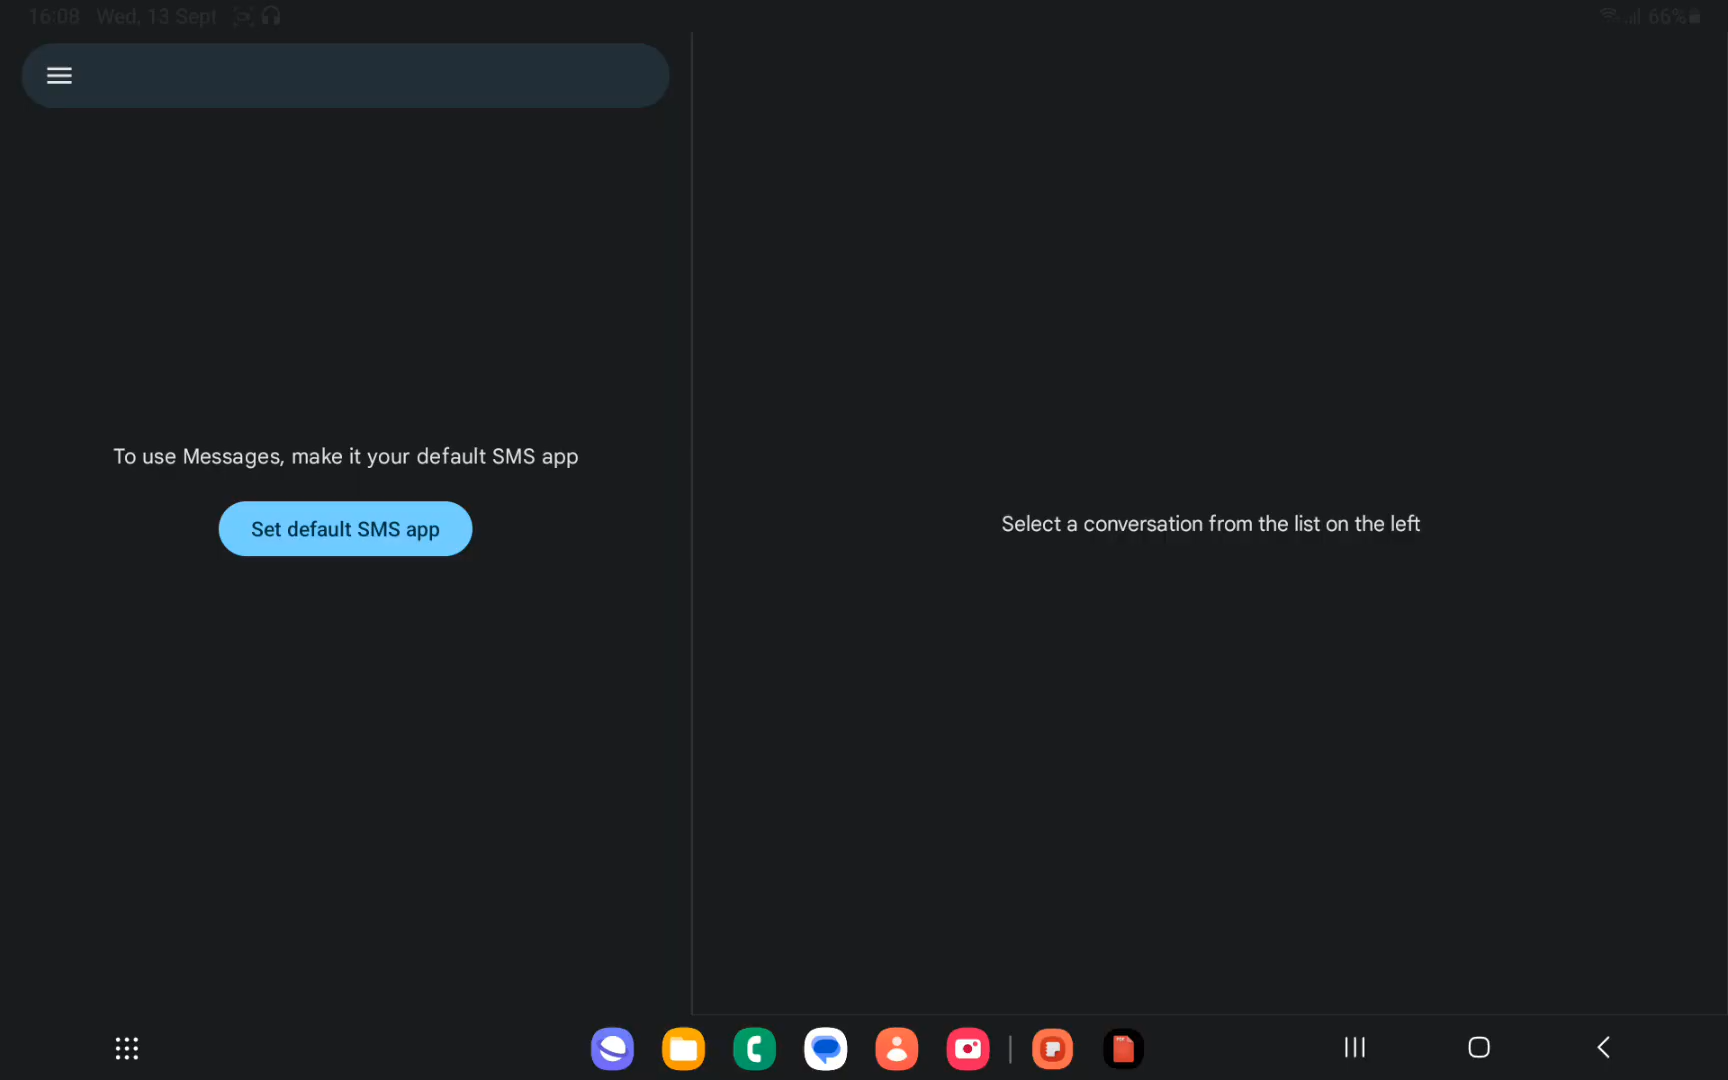 16:08 Wed, 13 Sept 66%
To use Messages, make it your default SMS app
Set default SMS app
Select a conversation from the list on the left